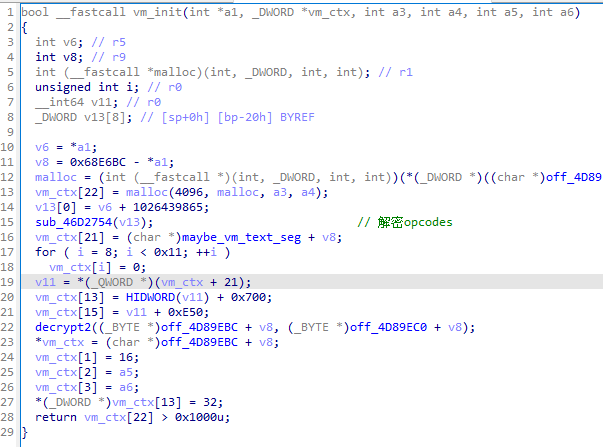 1 bool __fastcall vm_init(int *a1, _DWORD *vm_ctx, int a3, int a4, int a5, int a6)
2 {
3 int v6; // r5
4 int v8; // r9
5 int (__fastcall *malloc)(int, _DWORD, int, int); // r1
6 unsigned int i; // r0
7 __int64 v11; // r0
8 _DWORD v13[8]; // [sp+0h] [bp-20h] BYREF
9
10 v6 = *a1;
11 v8 = 0x68E6BC - *a1;
12 malloc = (int (__fastcall *)(int, _DWORD, int, int))(*(_DWORD *)((char *)off_4D89
13 vm_ctx[22] = malloc(4096, malloc, a3, a4);
14 v13[0] = v6 + 1026439865;
15 sub_46D2754(v13); // 解密opcodes
16 vm_ctx[21] = (char *)maybe_vm_text_seg + v8;
17 for ( i = 8; i < 0x11; ++i )
18 vm_ctx[i] = 0;
19 v11 = *(_QWORD *)(vm_ctx + 21);
20 vm_ctx[13] = HIDWORD(v11) + 0x700;
21 vm_ctx[15] = v11 + 0xE50;
22 decrypt2((_BYTE *)off_4D89EBC + v8, (_BYTE *)off_4D89EC0 + v8);
23 *vm_ctx = (char *)off_4D89EBC + v8;
24 vm_ctx[1] = 16;
25 vm_ctx[2] = a5;
26 vm_ctx[3] = a6;
27 *(_DWORD *)vm_ctx[13] = 32;
28 return vm_ctx[22] > 0x1000u;
29 }